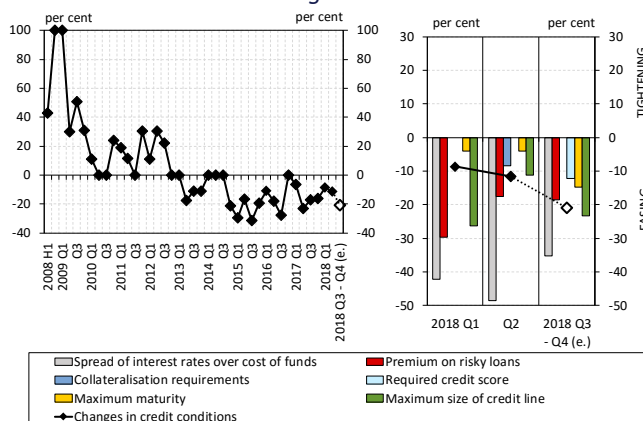 per cent
per cent
100
80
60
40
20
0
-20
-40
100
80
60
40
20
0
-20
-40
2008 H1
2009 Q1
Q3
2010 Q1
Q3
2011 Q1
Q3
2012 Q1
Q3
2013 Q1
Q3
2014 Q1
Q3
2015 Q1
Q3
2016 Q1
Q3
2017 Q1
Q3
2018 Q1
2018 Q3 - Q4 (e.)
per cent
per cent
30
20
10
0
-10
-20
-30
-40
-50
30
20
10
0
-10
-20
-30
-40
-50
TIGHTENING
EASING
2018 Q1
Q2
2018 Q3
- Q4 (e.)
Spread of interest rates over cost of funds
Premium on risky loans
Collateralisation requirements
Required credit score
Maximum maturity
Maximum size of credit line
Changes in credit conditions